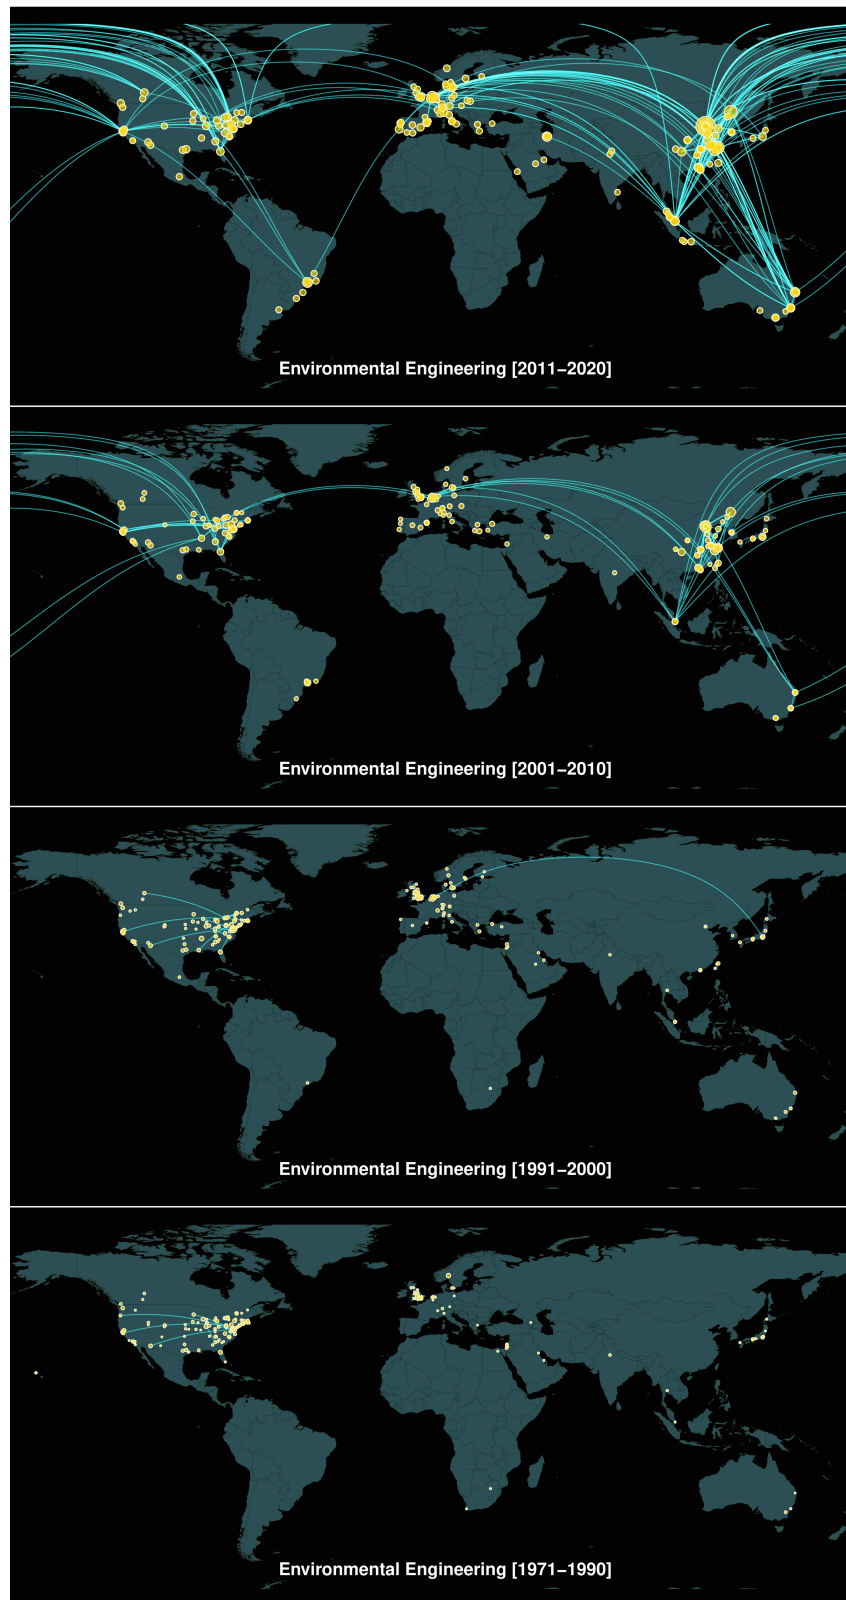 Environmental Engineering [2011–2020]
Environmental Engineering [2001–2010]
Environmental Engineering [1991–2000]
Environmental Engineering [1971–1990]